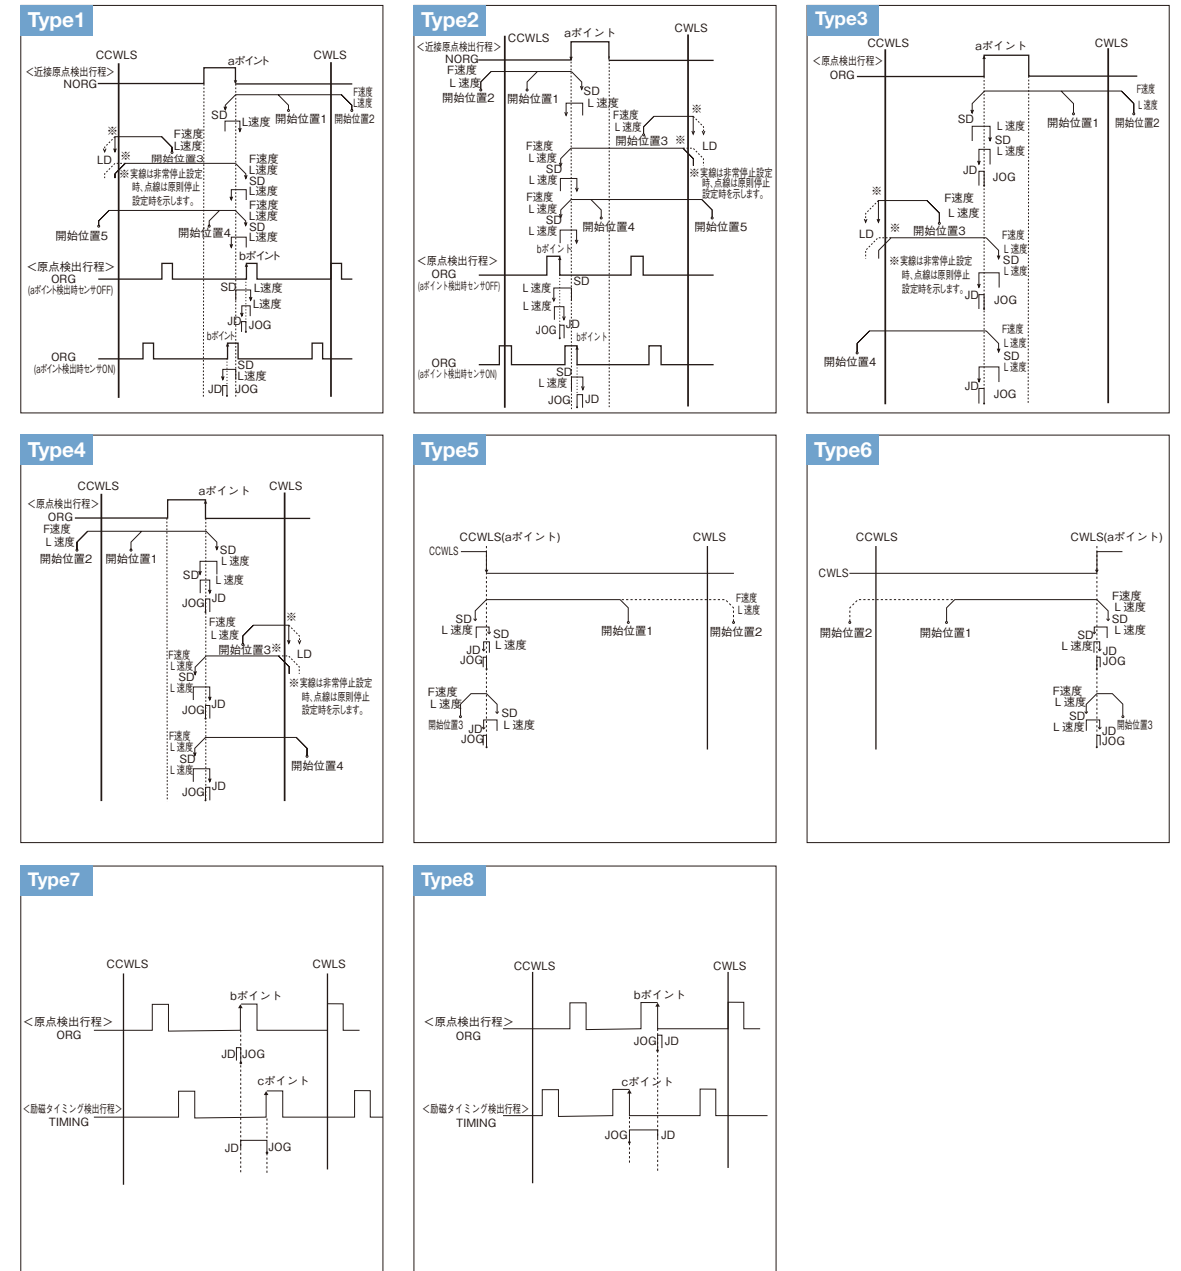 Type1
CCWLS
CWLS
aポイント
<近接原点検出行程>
NORG
F速度
L速度
SD
L速度
開始位置1
開始位置2
※
F速度
L速度
LD
※
開始位置3
※実線は非常停止設定
時、点線は原則停止
設定時を示します。
F速度
L速度
SD
L速度
F速度
L速度
SD
L速度
開始位置5
開始位置4
bポイント
<原点検出行程>
ORG
(aポイント検出時センサOFF)
SD
L速度
JD
JOG
bポイント
ORG
(aポイント検出時センサON)
SD
L速度
JD
JOG
Type2
CCWLS
aポイント
CWLS
<近接原点検出行程>
NORG
F速度
L速度
開始位置2
開始位置1
SD
L速度
※
F速度
L速度
開始位置3
LD
※
F速度
L速度
SD
L速度
※実線は非常停止設定
時、点線は原則停止
設定時を示します。
F速度
L速度
SD
L速度
開始位置4
開始位置5
bポイント
<原点検出行程>
ORG
(aポイント検出時センサOFF)
SD
L速度
L速度
JOG
JD
bポイント
ORG
(aポイント検出時センサON)
SD
L速度
JOG
JD
Type3
CCWLS
aポイント
CWLS
<原点検出行程>
ORG
F速度
L速度
SD
L速度
開始位置1
開始位置2
SD
JD
JOG
※
F速度
L速度
LD
※
開始位置3
F速度
L速度
SD
L速度
※実線は非常停止設定
時、点線は原則停止
設定時を示します。
JD
JOG
F速度
L速度
SD
L速度
開始位置4
JD
JOG
Type4
CCWLS
aポイント
CWLS
<原点検出行程>
ORG
F速度
L速度
開始位置2
開始位置1
SD
L速度
SD
L速度
JOG
JD
F速度
L速度
※
開始位置3
※
LD
F速度
L速度
SD
L速度
※実線は非常停止設定
時、点線は原則停止
設定時を示します。
JD
JOG
F速度
L速度
SD
L速度
開始位置4
JD
JOG
Type5
CCWLS(aポイント)
CWLS
CCWLS
F速度
L速度
SD
L速度
SD
L速度
開始位置1
開始位置2
JD
JOG
F速度
L速度
開始位置3
SD
L速度
JD
JOG
Type6
CCWLS
CWLS(aポイント)
CWLS
F速度
L速度
SD
開始位置2
開始位置1
SD
L速度
L速度
JD
JOG
F速度
L速度
SD
L速度
開始位置3
JD
JOG
Type7
CCWLS
CWLS
bポイント
<原点検出行程>
ORG
JD
JOG
cポイント
<励磁タイミング検出行程>
TIMING
JD
JOG
Type8
CCWLS
CWLS
bポイント
<原点検出行程>
ORG
JOG
JD
cポイント
<励磁タイミング検出行程>
TIMING
JOG
JD